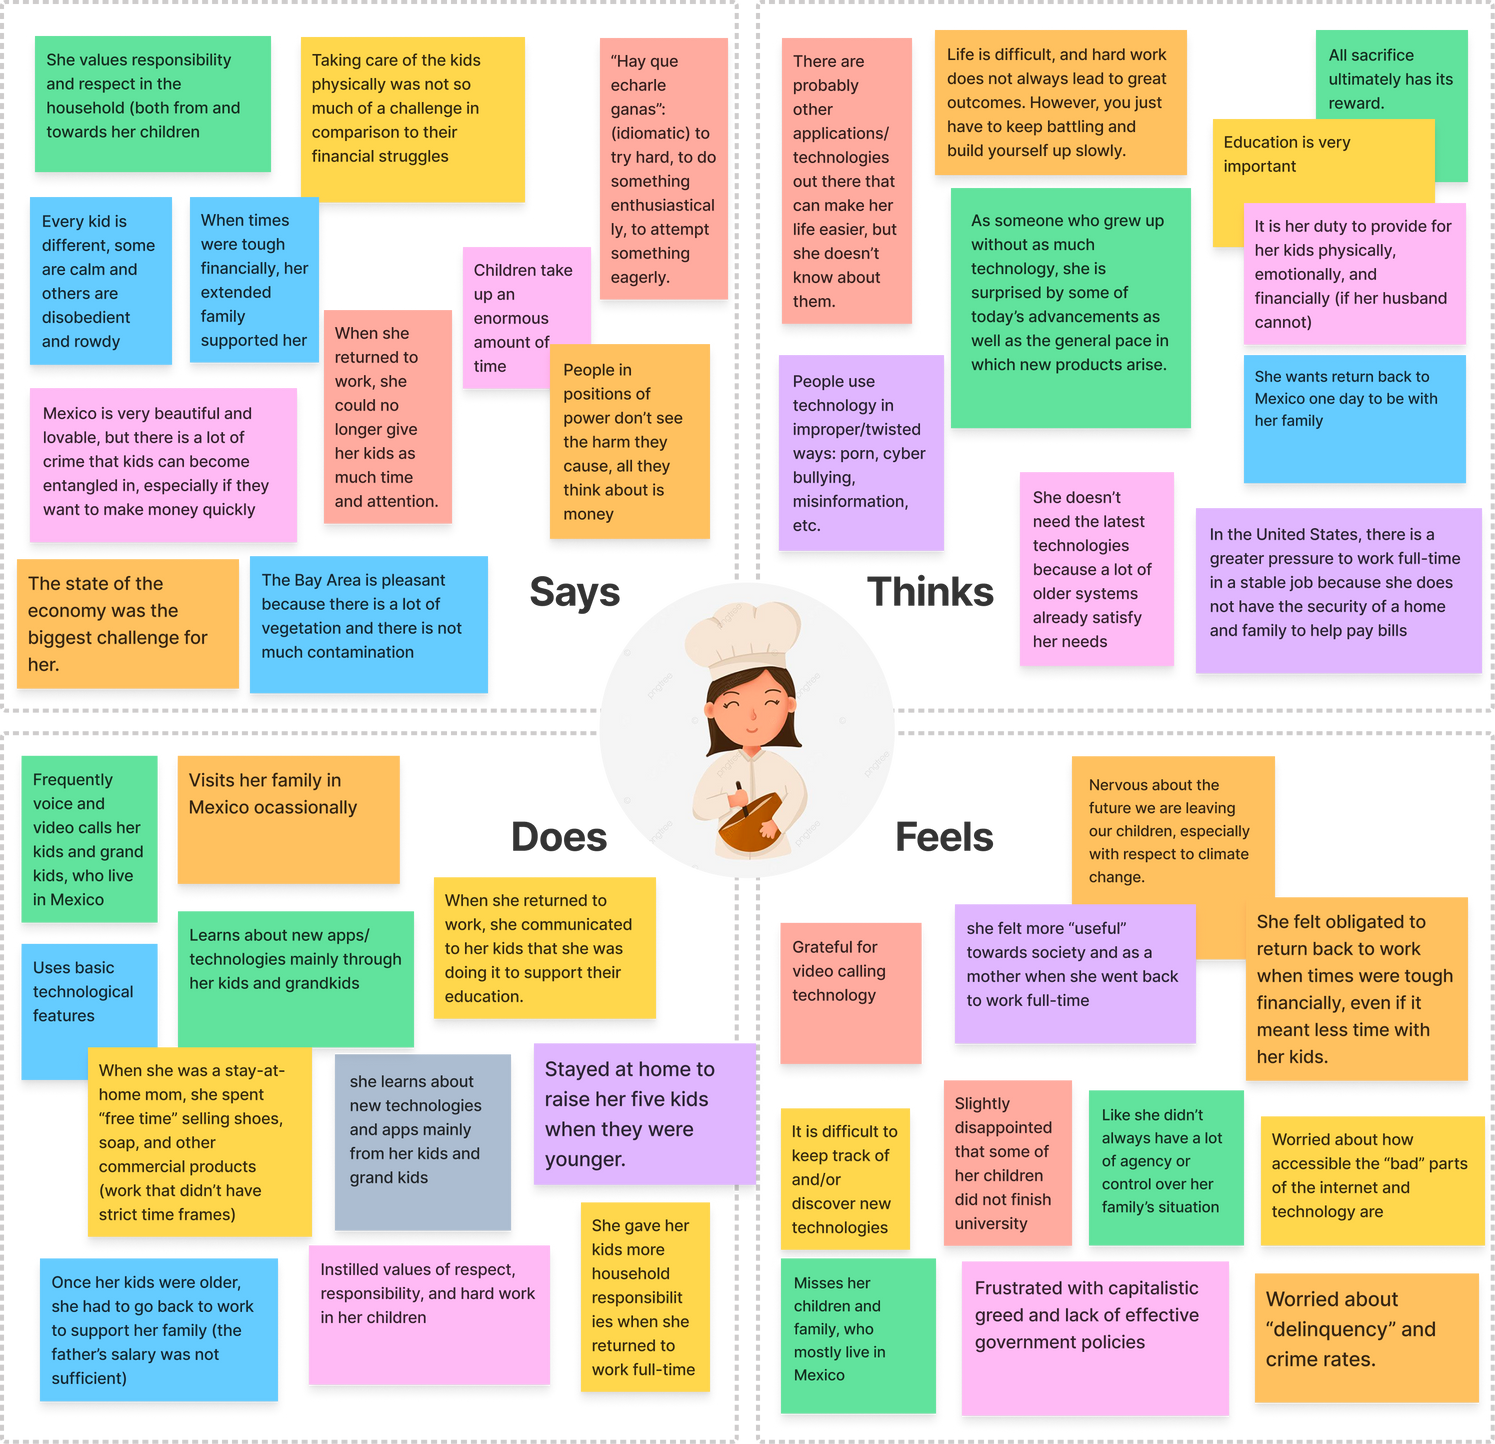 She values responsibility
and respect in the
household (both from and
towards her children
Taking care of the kids
physically was not so
much of a challenge in
comparison to their
financial struggles
“Hay que
echarle
ganas”:
(idiomatic) to
try hard, to do
something
enthusiastical
ly, to attempt
something
eagerly.
Every kid is
different, some
are calm and
others are
disobedient
and rowdy
When times
were tough
financially, her
extended
family
supported her
When she
returned to
work, she
could no
longer give
her kids as
much time
and attention.
Children take
up an
enormous
amount of
time
People in
positions of
power don’t see
the harm they
cause, all they
think about is
money
Mexico is very beautiful and
lovable, but there is a lot of
crime that kids can become
entangled in, especially if they
want to make money quickly
The state of the
economy was the
biggest challenge for
her.
The Bay Area is pleasant
because there is a lot of
vegetation and there is not
much contamination
Says
There are
probably
other
applications/
technologies
out there that
can make her
life easier, but
she doesn’t
know about
them.
Life is difficult, and hard work
does not always lead to great
outcomes. However, you just
have to keep battling and
build yourself up slowly.
All sacrifice
ultimately has its
reward.
Education is very
important
It is her duty to provide for
her kids physically,
emotionally, and
financially (if her husband
cannot)
As someone who grew up
without as much
technology, she is
surprised by some of
today’s advancements as
well as the general pace in
which new products arise.
She wants return back to
Mexico one day to be with
her family
People use
technology in
improper/twisted
ways: porn, cyber
bullying,
misinformation,
etc.
She doesn’t
need the latest
technologies
because a lot of
older systems
already satisfy
her needs
In the United States, there is a
greater pressure to work full-time
in a stable job because she does
not have the security of a home
and family to help pay bills
Thinks
Frequently
voice and
video calls her
kids and grand
kids, who live
in Mexico
Visits her family in
Mexico ocassionally
Does
Learns about new apps/
technologies mainly through
her kids and grandkids
When she returned to
work, she communicated
to her kids that she was
doing it to support their
education.
Uses basic
technological
features
When she was a stay-at-
home mom, she spent
“free time” selling shoes,
soap, and other
commercial products
(work that didn’t have
strict time frames)
she learns about
new technologies
and apps mainly
from her kids and
grand kids
Stayed at home to
raise her five kids
when they were
younger.
She gave her
kids more
household
responsibilit
ies when she
returned to
work full-time
Once her kids were older,
she had to go back to work
to support her family (the
father’s salary was not
sufficient)
Instilled values of respect,
responsibility, and hard work
in her children
Feels
Nervous about the
future we are leaving
our children, especially
with respect to climate
change.
Grateful for
video calling
technology
she felt more “useful”
towards society and as a
mother when she went back
to work full-time
She felt obligated to
return back to work
when times were tough
financially, even if it
meant less time with
her kids.
It is difficult to
keep track of
and/or
discover new
technologies
Slightly
disappointed
that some of
her children
did not finish
university
Like she didn’t
always have a lot
of agency or
control over her
family’s situation
Worried about how
accessible the “bad” parts
of the internet and
technology are
Misses her
children and
family, who
mostly live in
Mexico
Frustrated with capitalistic
greed and lack of effective
government policies
Worried about
“delinquency” and
crime rates.
pngtree
pngtree
pngtree
pngtree
pngtree
pngtree
pngtree